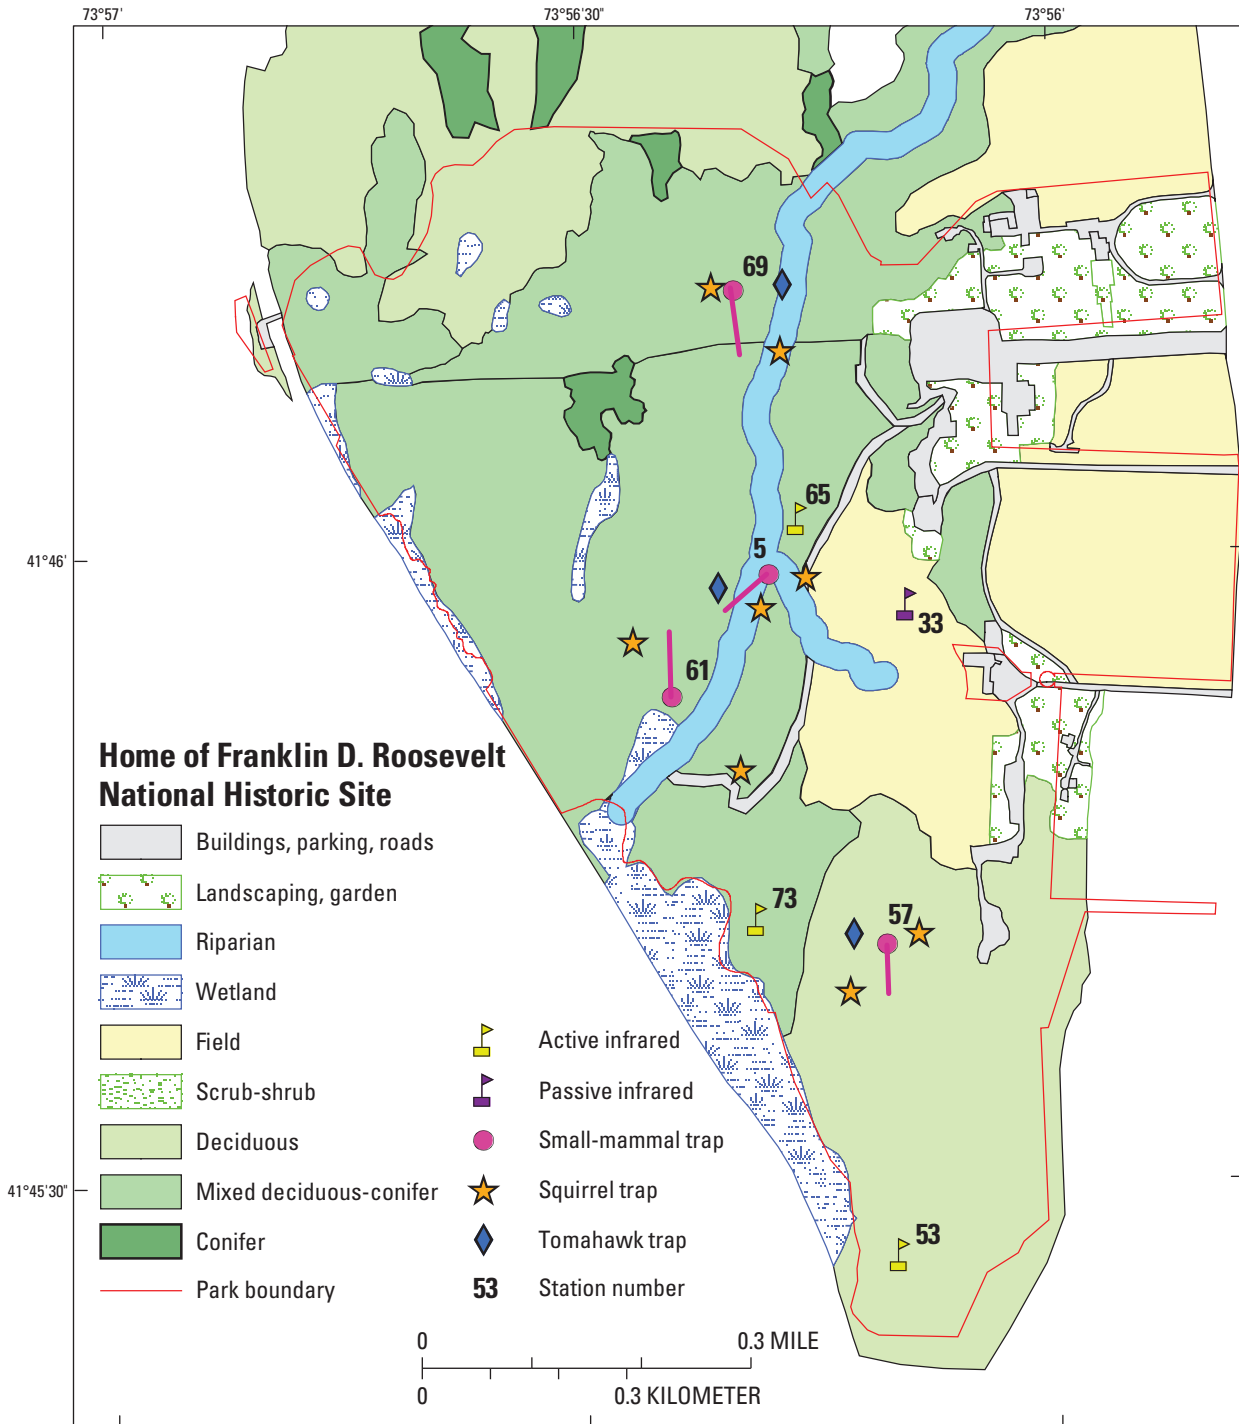 73°57'
73°56'30"
73°56'
69
65
41°46'
5
33
61
Home of Franklin D. Roosevelt
National Historic Site
Buildings, parking, roads
Landscaping, garden
73
57
Riparian
Wetland
Field
Active infrared
Scrub-shrub
Passive infrared
Deciduous
Small-mammal trap
41°45'30"
Mixed deciduous-conifer
Squirrel trap
Conifer
Tomahawk trap
53
Park boundary
53
Station number
0
0.3 MILE
0
0.3 KILOMETER